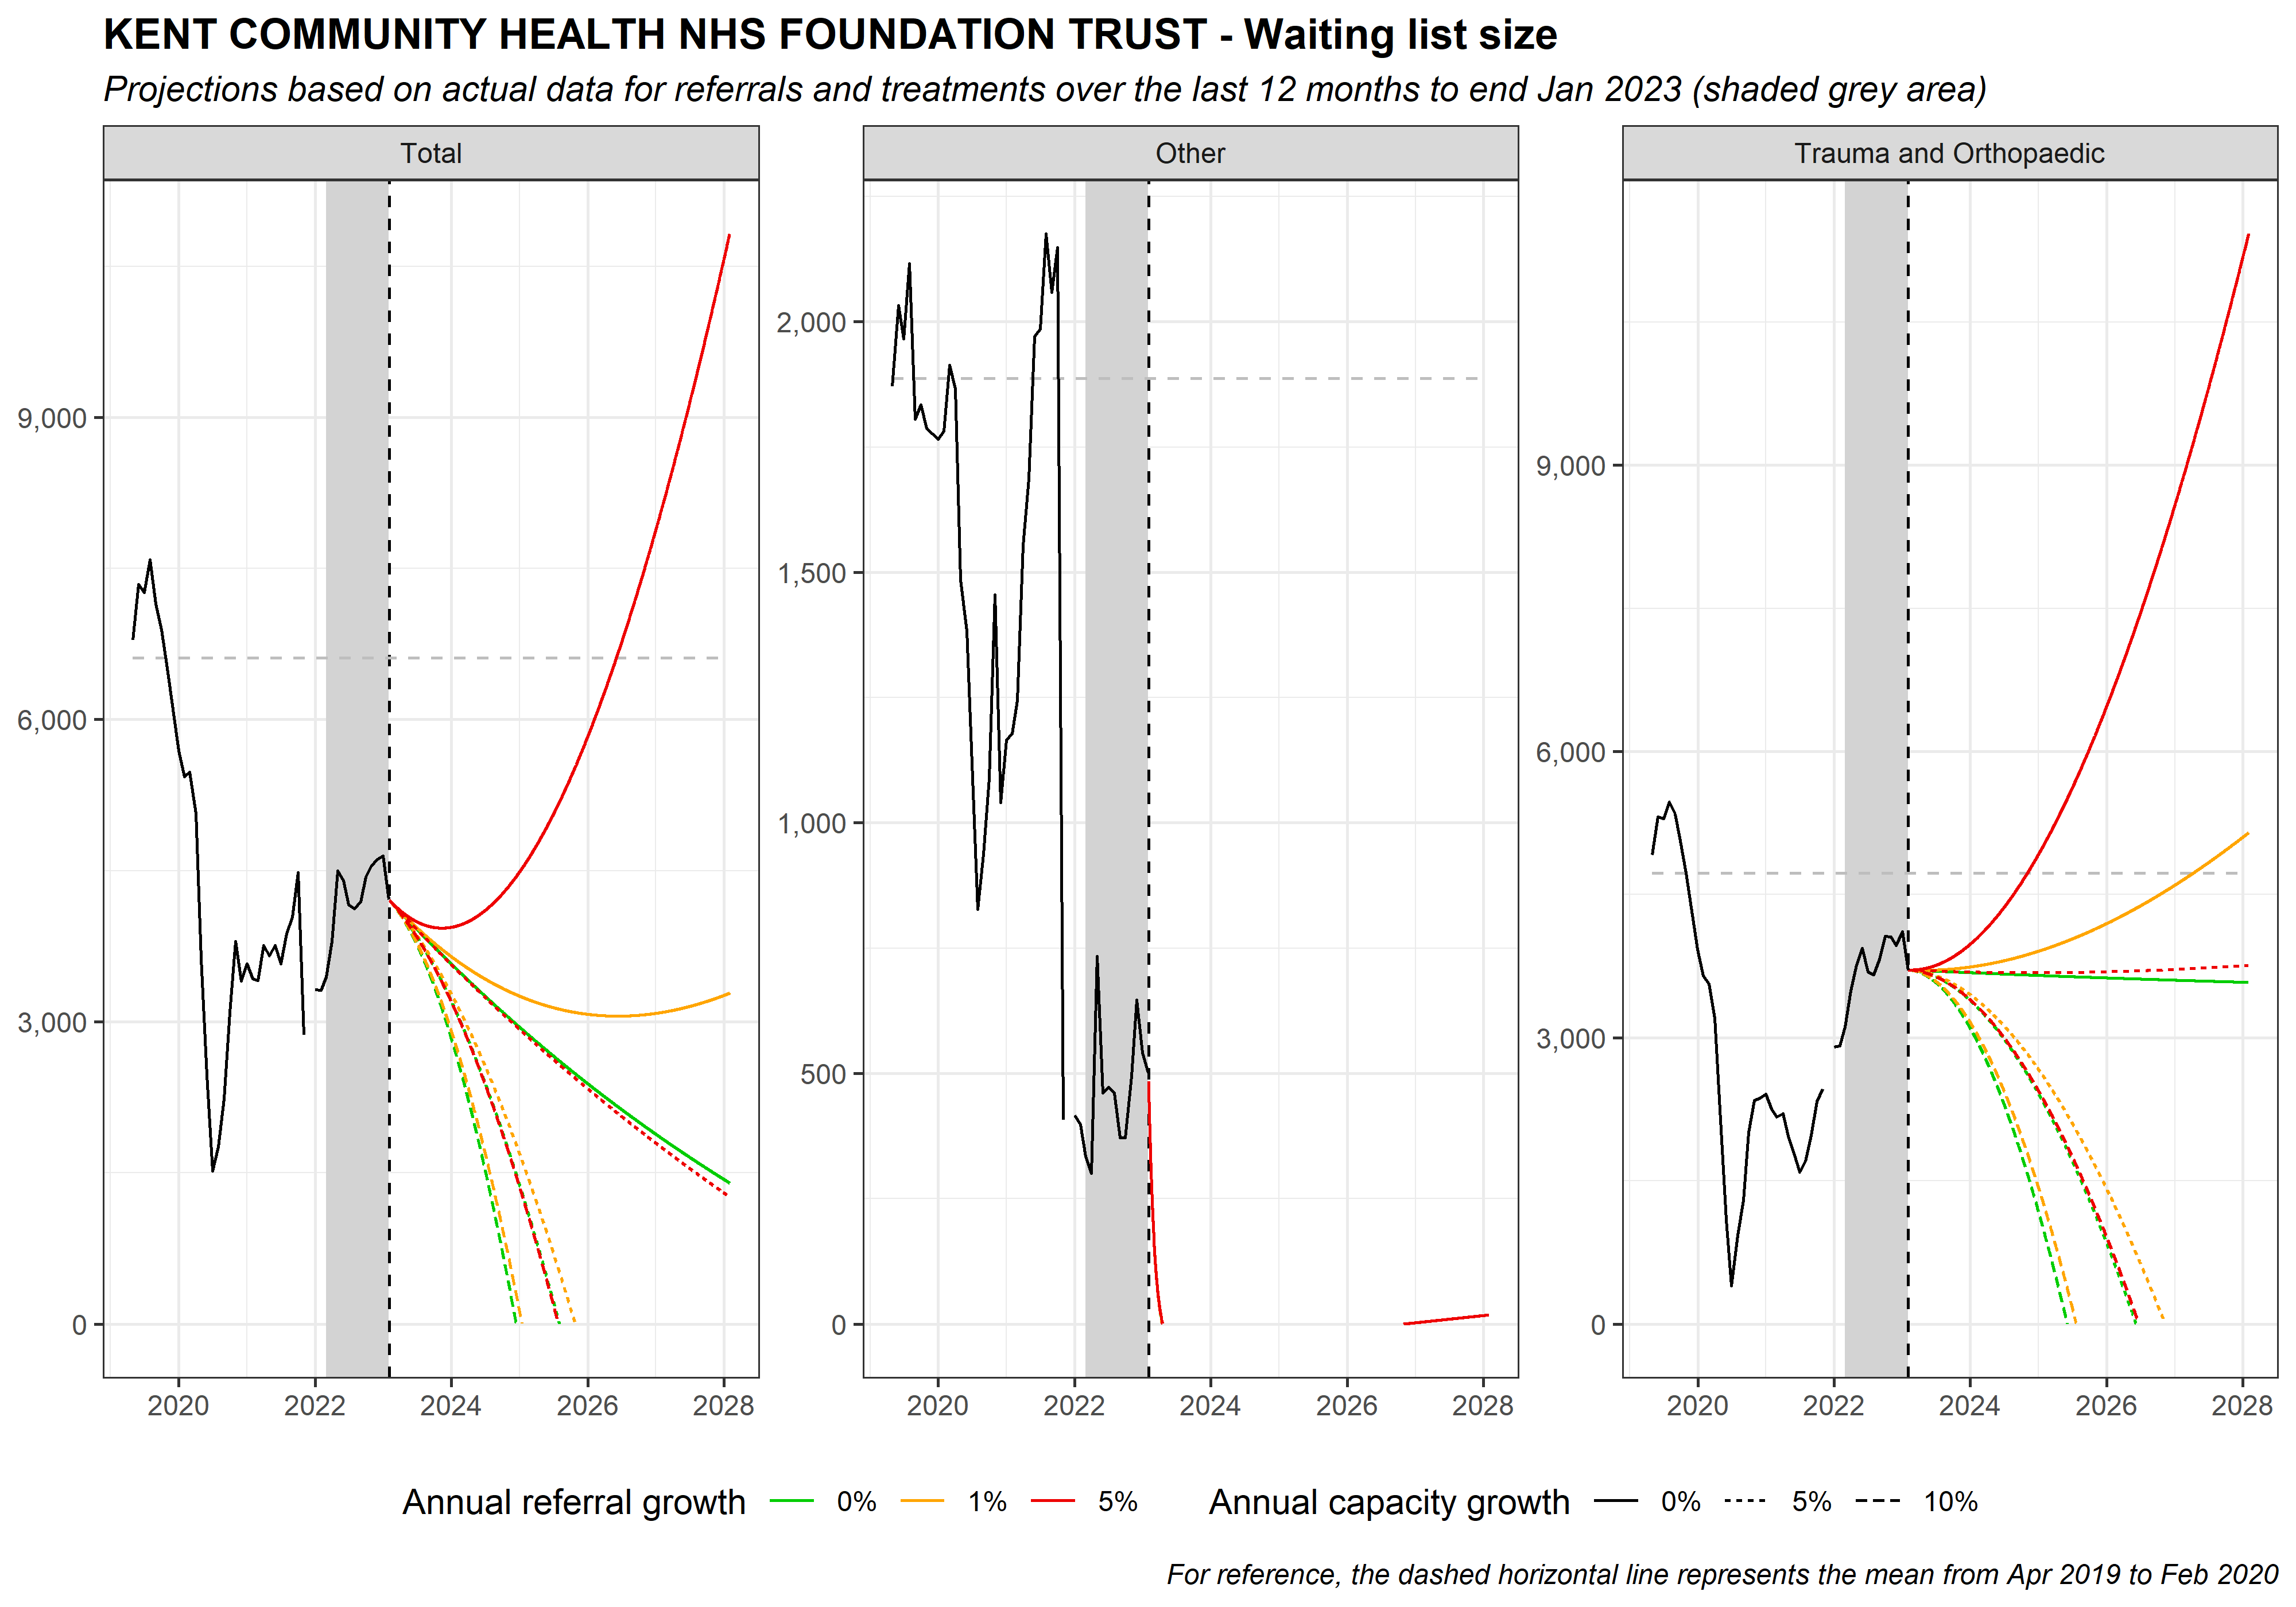 KENT COMMUNITY HEALTH NHS FOUNDATION TRUST - Waiting list size
Projections based on actual data for referrals and treatments over the last 12 months to end Jan 2023 (shaded grey area)
Total
Other
Trauma and Orthopaedic
9,000
6,000
3,000
0
2020 2022 2024 2026 2028
2,000
1,500
1,000
500
0
2020 2022 2024 2026 2028
9,000
6,000
3,000
0
2020 2022 2024 2026 2028
Annual referral growth 0% 1% 5% Annual capacity growth 0% 5% 10%
For reference, the dashed horizontal line represents the mean from Apr 2019 to Feb 2020